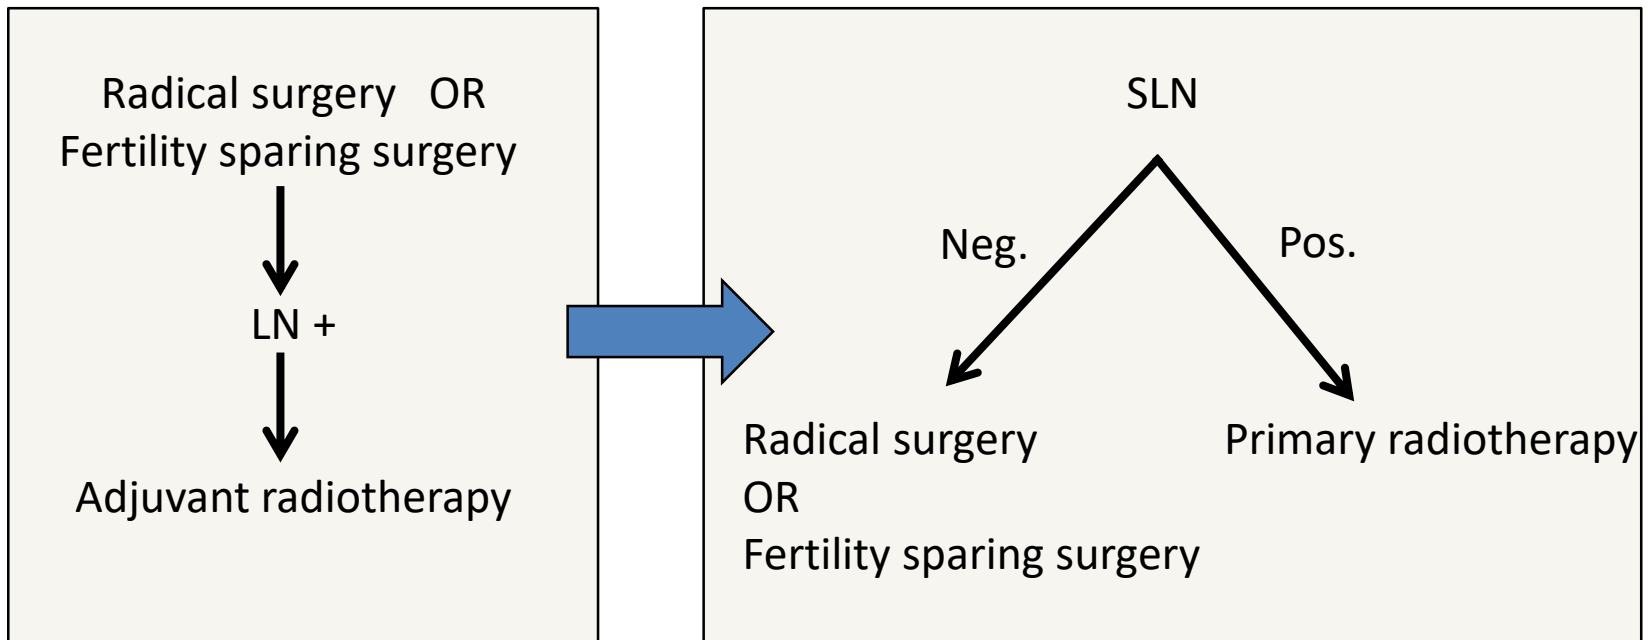 Radical surgery OR
Fertility sparing surgery
LN +
Adjuvant radiotherapy
SLN
Neg.
Pos.
Radical surgery
OR
Fertility sparing surgery
Primary radiotherapy